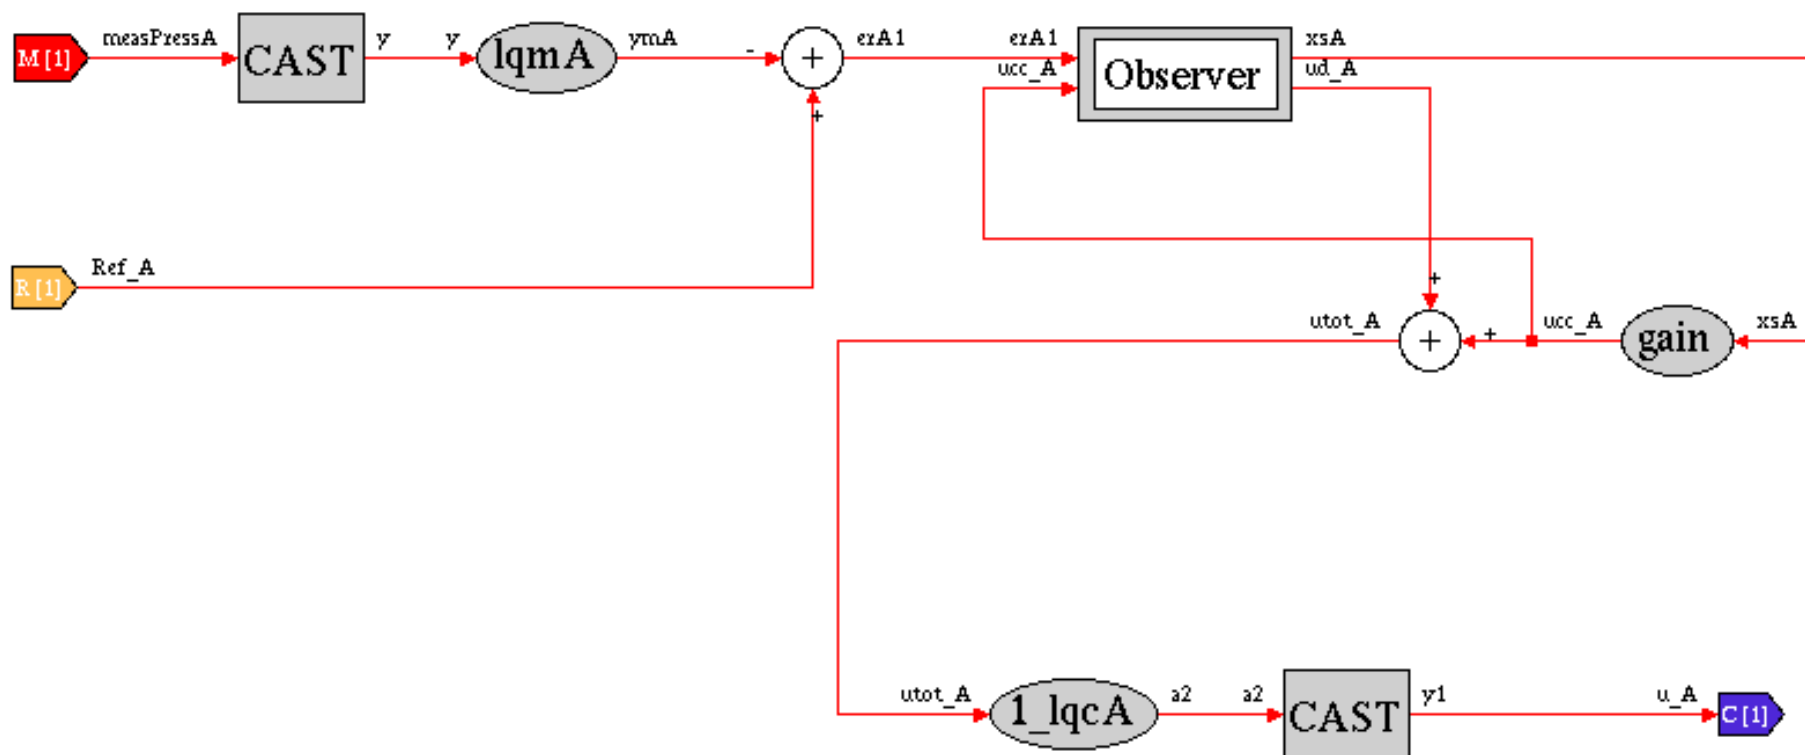 measPressA y y ymA erA1 erA1 xsA
M [1] CAST lqmA - + ucc_A Observer ud_A
+
Ref_A
R [1]
+
utot_A + ucc_A xsA
+ gain
utot_A a2 a2 y1 u_A
1_lqcA CAST C [1]